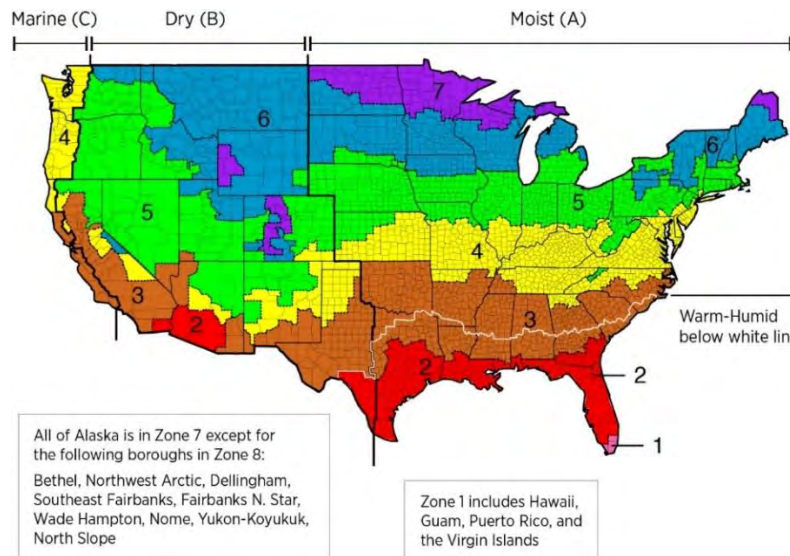 Marine (C) Dry (B) Moist (A)
7
6
6
4
5
5
4
3
3
2
2
2
1
Warm-Humid
below white lin
All of Alaska is in Zone 7 except for
the following boroughs in Zone 8:
Bethel, Northwest Arctic, Dellingham,
Southeast Fairbanks, Fairbanks N. Star,
Wade Hampton, Nome, Yukon-Koyukuk,
North Slope
Zone 1 includes Hawaii,
Guam, Puerto Rico, and
the Virgin Islands